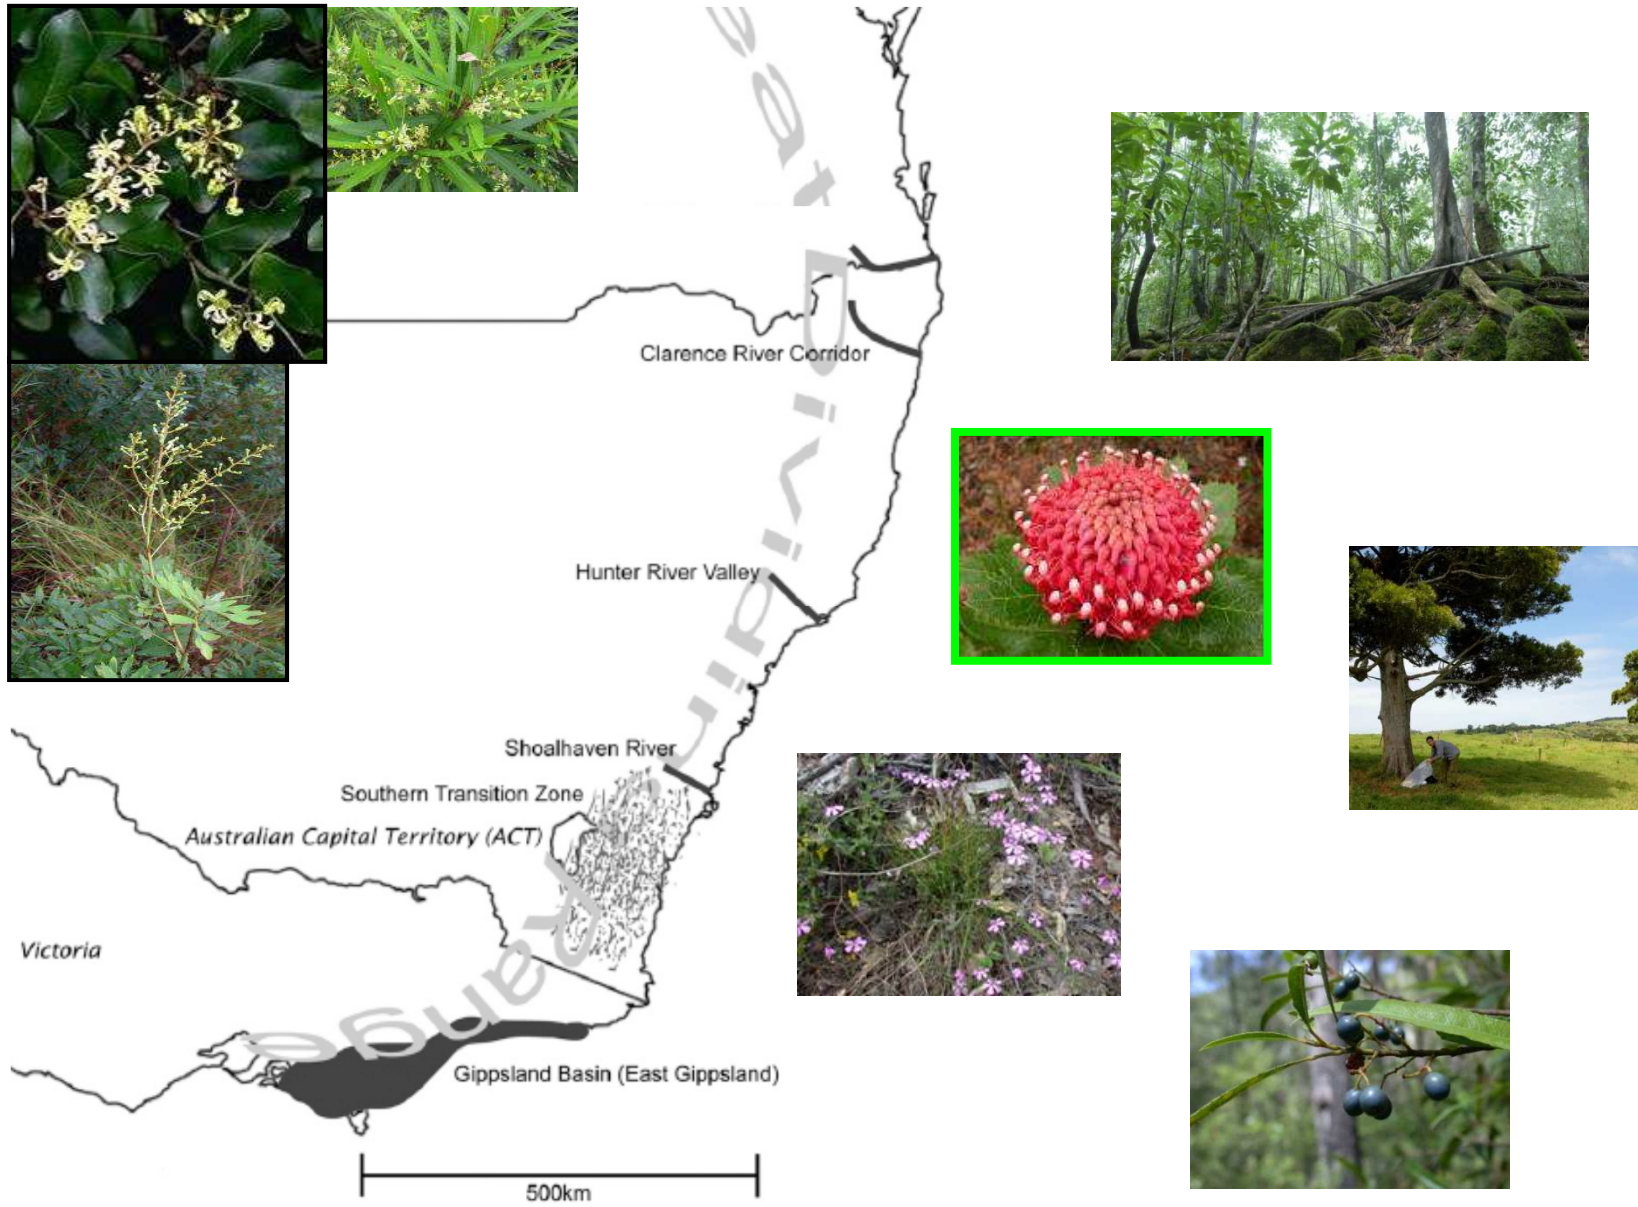 eat Dividing Range
Clarence River Corridor
Hunter River Valley
Shoalhaven River
Southern Transition Zone
Australian Capital Territory (ACT)
Victoria
Gippsland Basin (East Gippsland)
500km